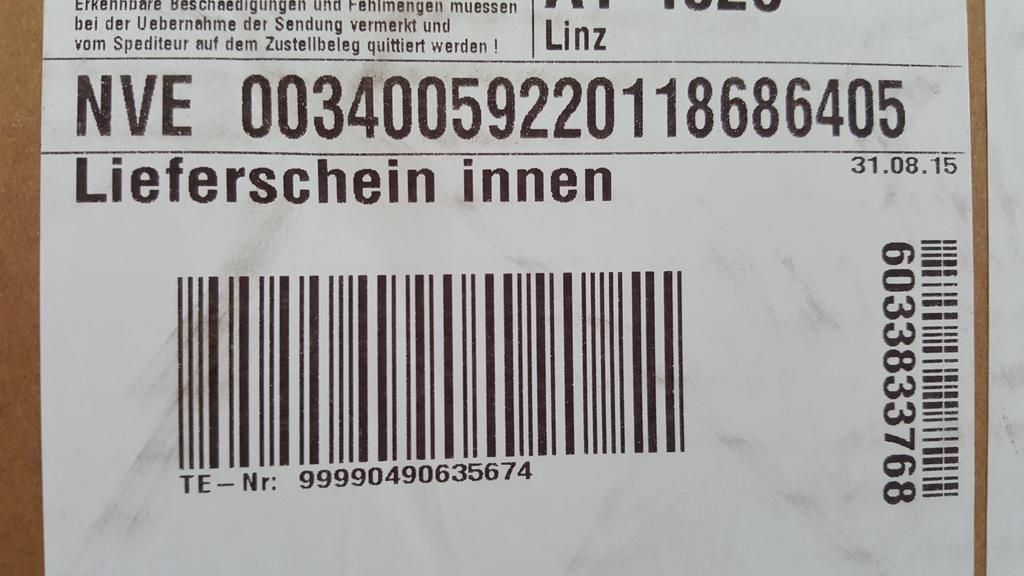 Erkennbare Beschaedigungen und Fehlmengen muessen
bei der Uebernahme der Sendung vermerkt und
vom Spediteur auf dem Zustellbeleg quittiert werden !
Linz
NVE 00340059220118686405
Lieferschein innen
31.08.15
TE-Nr: 99990490635674
6033833768